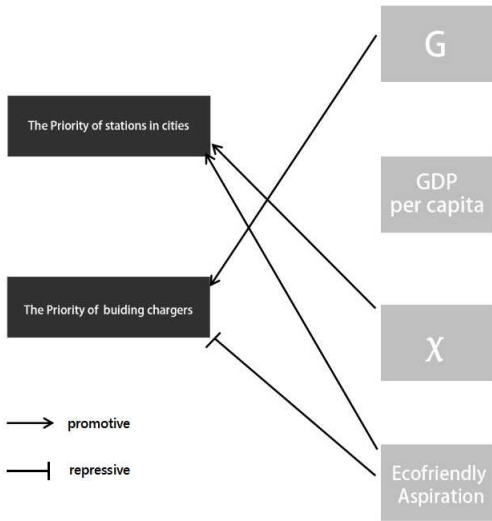 G
The Priority of stations in cities
GDP
per capita
The Priority of buiding chargers
χ
promotive
repressive
Ecofriendly
Aspiration